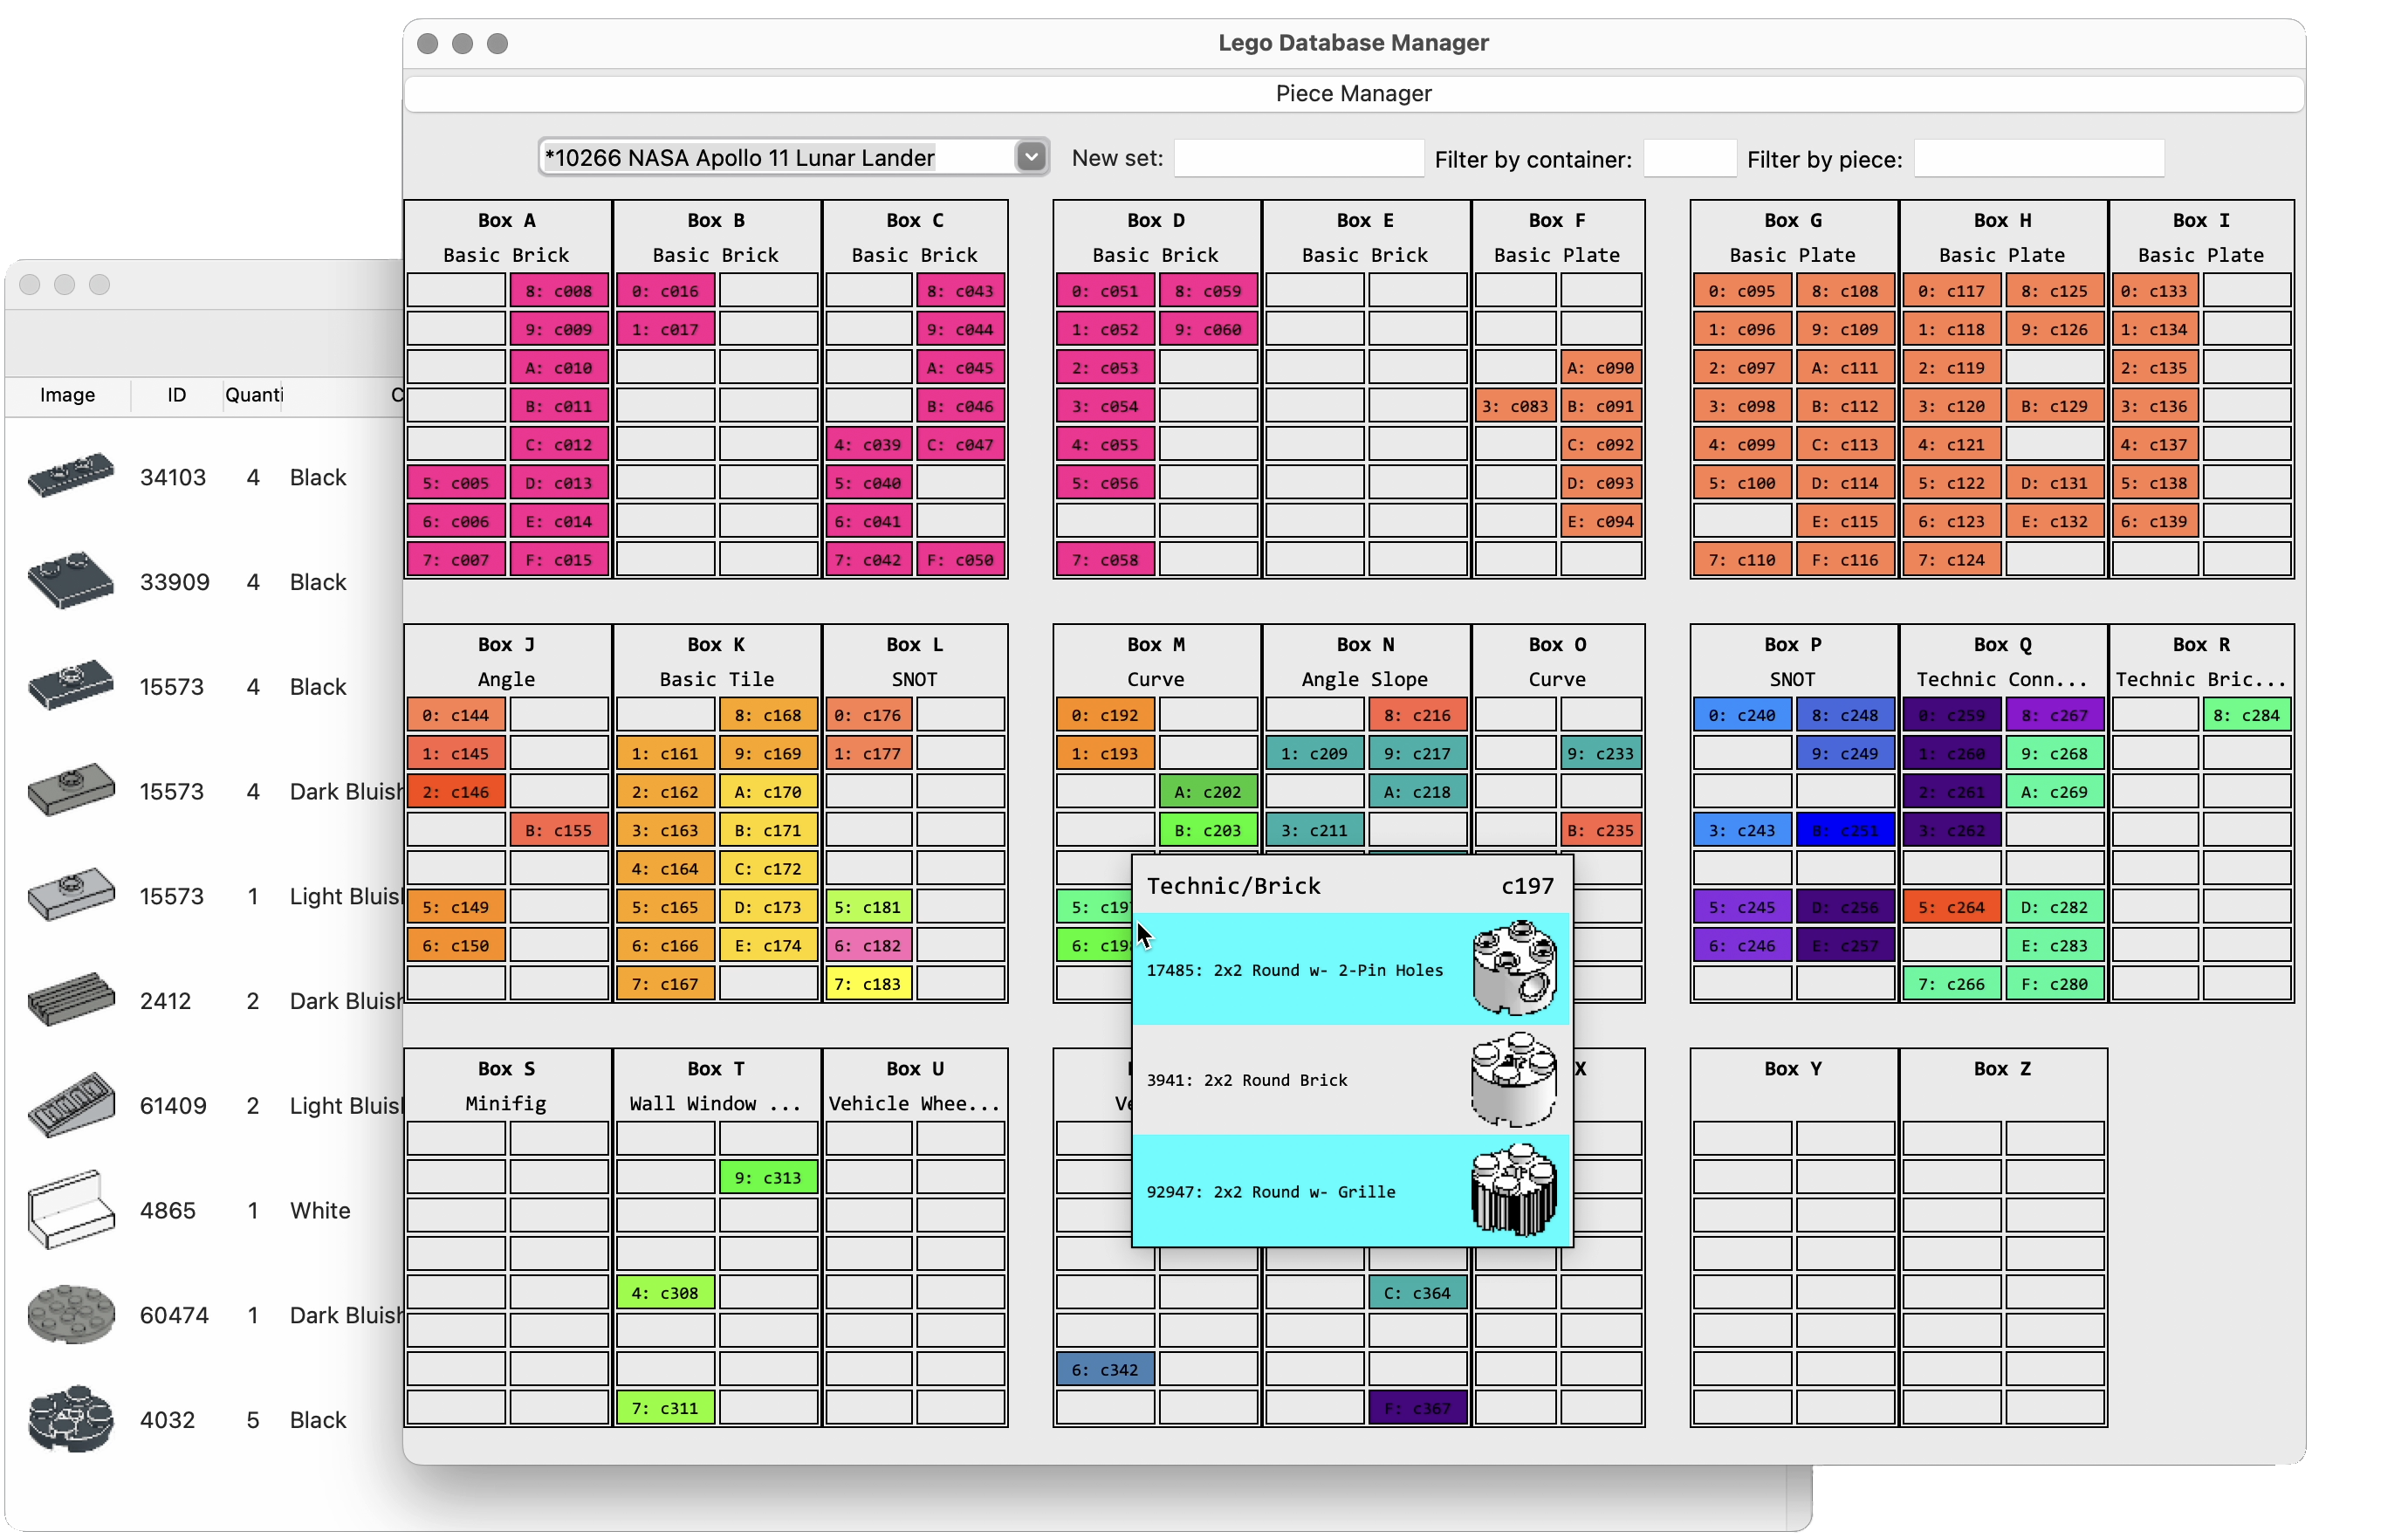 Lego Database Manager
Piece Manager
*10266 NASA Apollo 11 Lunar Lander New set: Filter by container: Filter by piece:
Box A Box B Box C Box D Box E Box F Box G Box H Box I
Basic Brick Basic Brick Basic Brick Basic Brick Basic Brick Basic Plate Basic Plate Basic Plate Basic Plate
8: c008 0: c016 8: c043 0: c051 8: c059 0: c095 8: c108 0: c117 8: c125 0: c133
9: c009 1: c017 9: c044 1: c052 9: c060 1: c096 9: c109 1: c118 9: c126 1: c134
A: c010 A: c045 2: c053 A: c090 2: c097 A: c111 2: c119 2: c135
B: c011 B: c046 3: c054 3: c083 B: c091 3: c098 B: c112 3: c120 B: c129 3: c136
C: c012 4: c039 C: c047 4: c055 C: c092 4: c099 C: c113 4: c121 4: c137
5: c005 D: c013 5: c040 5: c056 D: c093 5: c100 D: c114 5: c122 D: c131 5: c138
6: c006 E: c014 6: c041 E: c094 E: c115 6: c123 E: c132 6: c139
7: c007 F: c015 7: c042 F: c050 7: c058 7: c110 F: c116 7: c124
Box J Box K Box L Box M Box N Box O Box P Box Q Box R
Angle Basic Tile SNOT Curve Angle Slope Curve SNOT Technic Conn... Technic Bric...
0: c144 8: c168 0: c176 0: c192 8: c216 0: c240 8: c248 0: c259 8: c267 8: c284
1: c145 1: c161 9: c169 1: c177 1: c193 1: c209 9: c217 9: c233 9: c249 1: c260 9: c268
2: c146 2: c162 A: c170 A: c202 A: c218 2: c261 A: c269
B: c155 3: c163 B: c171 B: c203 3: c211 B: c235 3: c243 B: c251 3: c262
4: c164 C: c172
5: c149 5: c165 D: c173 5: c181 5: c197 5: c245 D: c256 5: c264 D: c282
6: c150 6: c166 E: c174 6: c182 6: c198 6: c246 E: c257 E: c283
7: c167 7: c183 7: c266 F: c280
Technic/Brick c197
17485: 2x2 Round w- 2-Pin Holes
3941: 2x2 Round Brick
92947: 2x2 Round w- Grille
Box S Box T Box U X Box Y Box Z
Minifig Wall Window ... Vehicle Whee... Ve
9: c313
4: c308 C: c364
6: c342
7: c311 F: c367
Image ID Quanti C
34103 4 Black
33909 4 Black
15573 4 Black
15573 4 Dark Bluish
15573 1 Light Bluis
2412 2 Dark Bluish
61409 2 Light Bluis
4865 1 White
60474 1 Dark Bluish
4032 5 Black